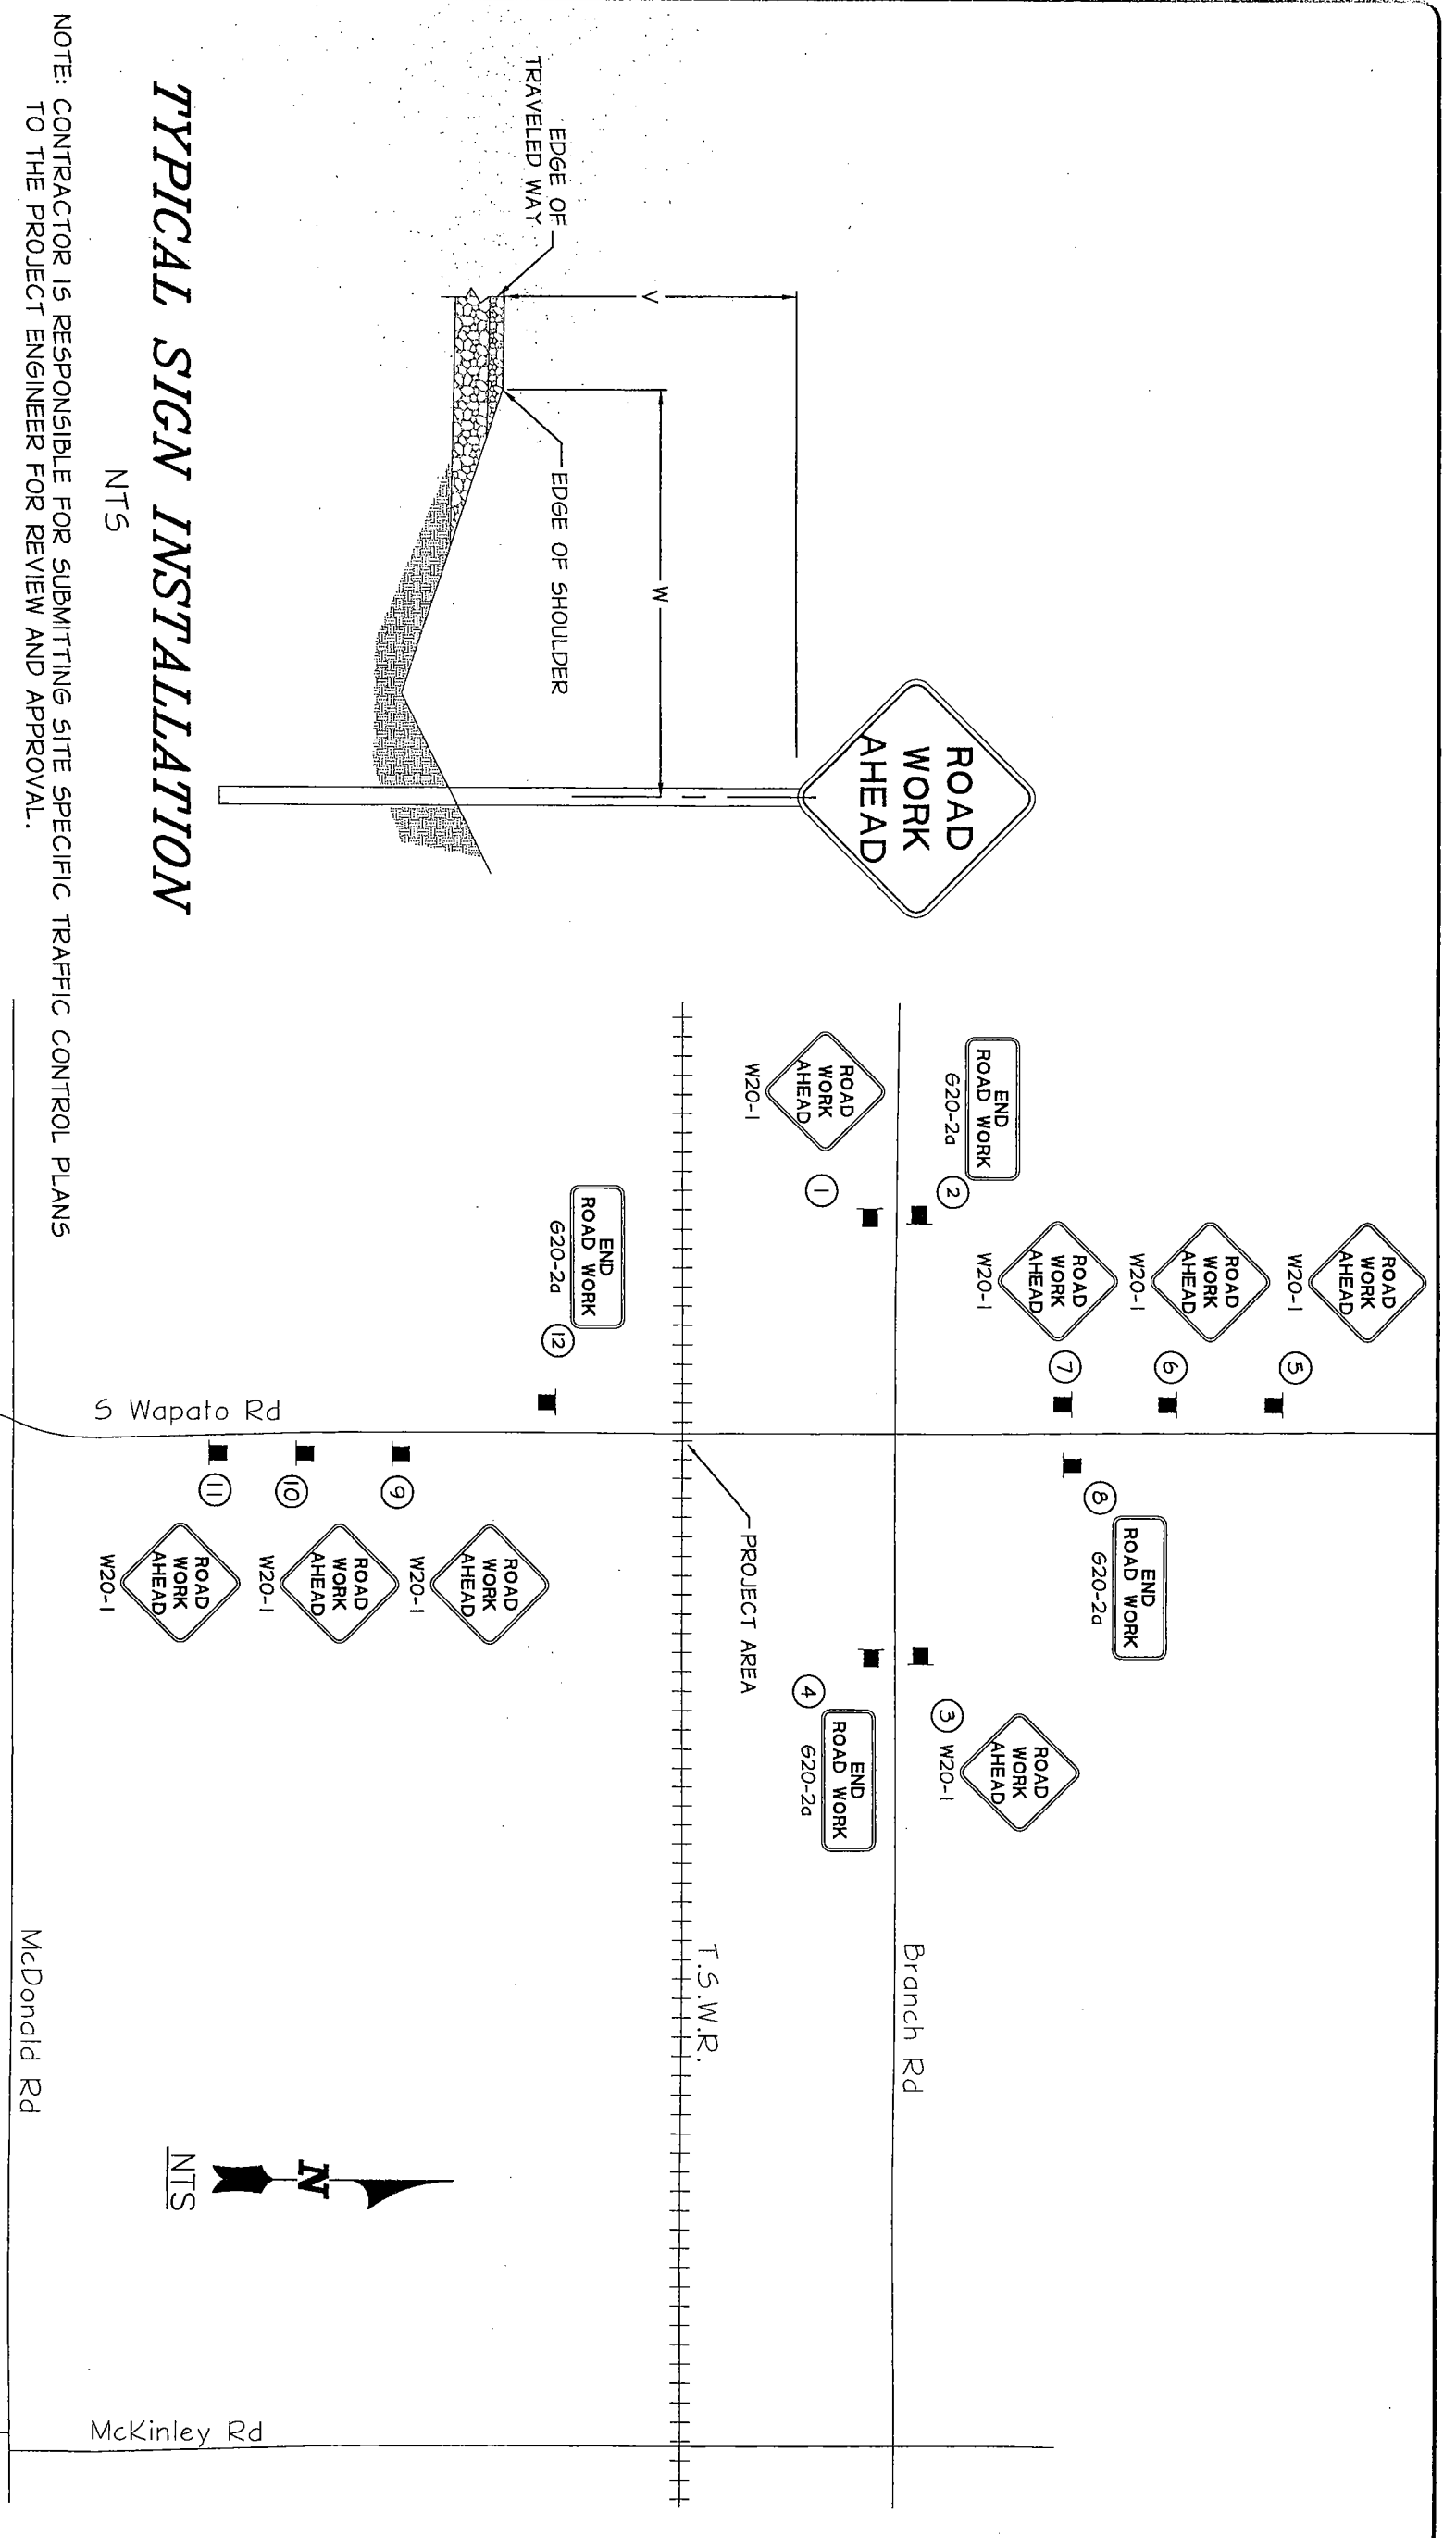 EDGE OF
TRAVELED WAY
V
EDGE OF SHOULDER
W
ROAD
WORK
AHEAD
TYPICAL SIGN INSTALLATION
NTS
NOTE: CONTRACTOR IS RESPONSIBLE FOR SUBMITTING SITE SPECIFIC TRAFFIC CONTROL PLANS
TO THE PROJECT ENGINEER FOR REVIEW AND APPROVAL.
ROAD
WORK
AHEAD
W20-1
5
ROAD
WORK
AHEAD
W20-1
6
ROAD
WORK
AHEAD
W20-1
7
END
ROAD WORK
G20-2a
8
END
ROAD WORK
G20-2a
2
ROAD
WORK
AHEAD
W20-1
3
Branch Rd
ROAD
WORK
AHEAD
W20-1
1
END
ROAD WORK
G20-2a
4
PROJECT AREA
T.S.W.R.
END
ROAD WORK
G20-2a
12
ROAD
WORK
AHEAD
W20-1
9
ROAD
WORK
AHEAD
W20-1
10
ROAD
WORK
AHEAD
W20-1
11
S Wapato Rd
McKinley Rd
N
NTS
McDonald Rd